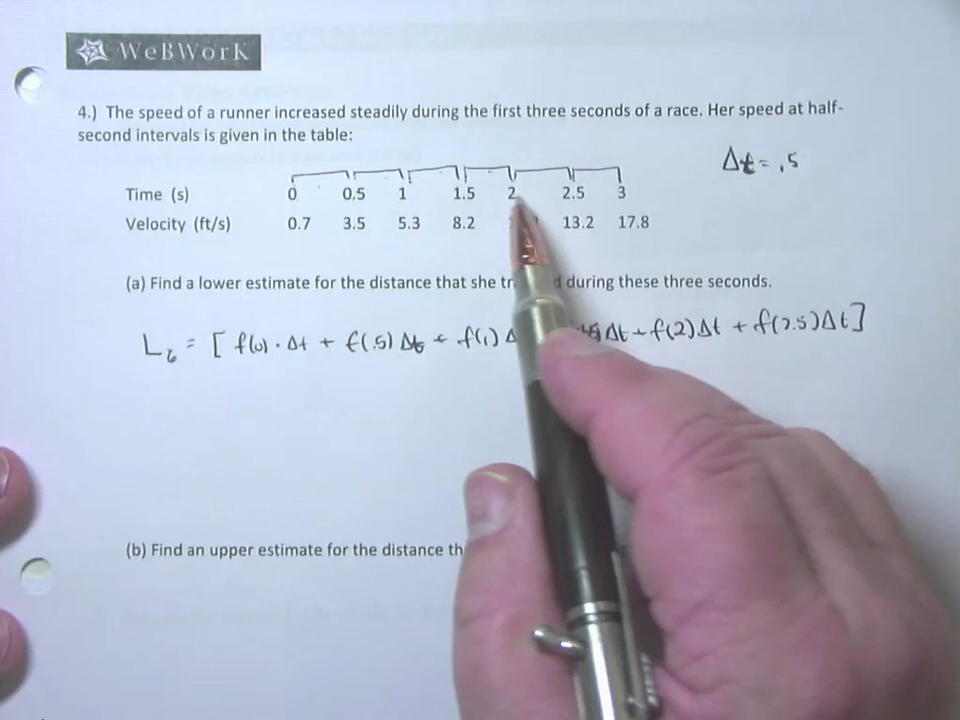 WeBWorK
4.) The speed of a runner increased steadily during the first three seconds of a race. Her speed at half-
second intervals is given in the table:
Δt = .5
Time (s) 0 0.5 1 1.5 2 2.5 3
Velocity (ft/s) 0.7 3.5 5.3 8.2 13.2 17.8
(a) Find a lower estimate for the distance that she during these three seconds.
L₆ = [ f(0) · Δt + f(.5) Δt + f(1) Δt + f(2)Δt + f(2.5)Δt ]
(b) Find an upper estimate for the distance